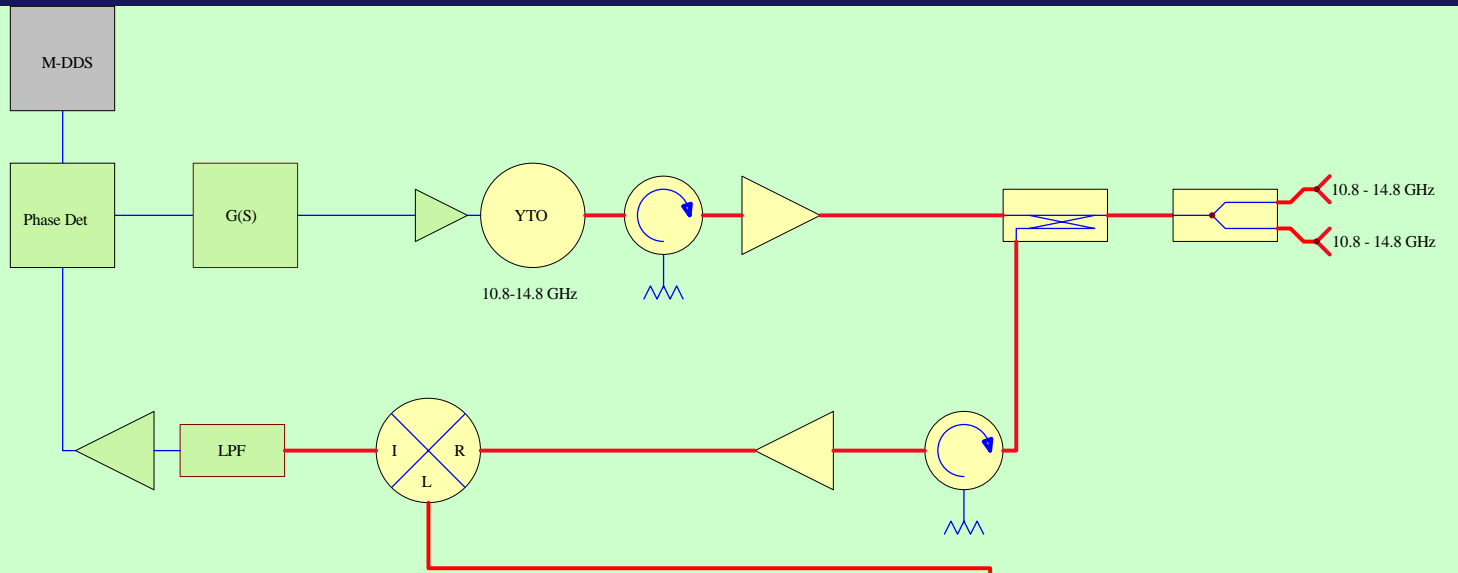 M-DDS
10.8 - 14.8 GHz
Phase Det
G(S)
YTO
10.8 - 14.8 GHz
10.8-14.8 GHz
LPF
I
R
L